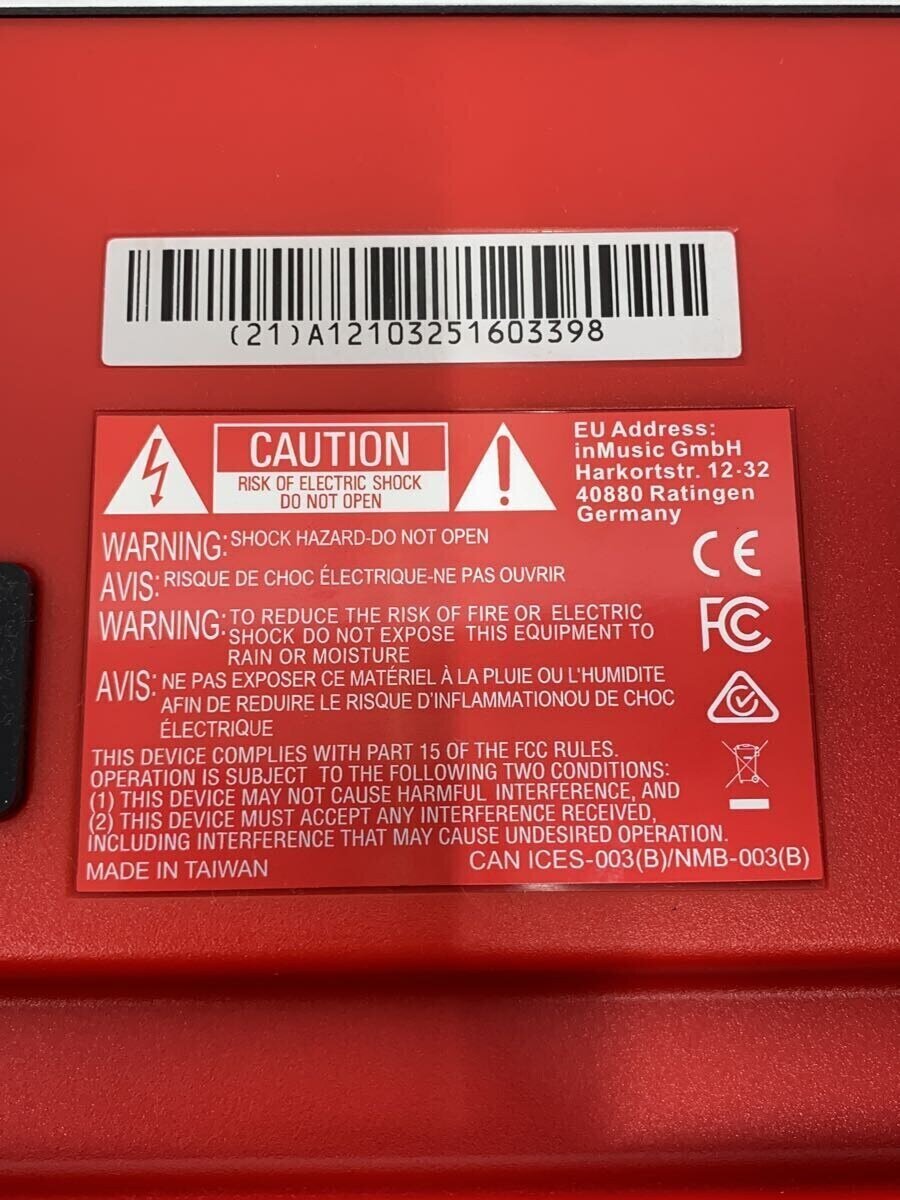 (21)A12103251603398
CAUTION
RISK OF ELECTRIC SHOCK
DO NOT OPEN
EU Address:
inMusic GmbH
Harkortstr. 12-32
40880 Ratingen
Germany
WARNING: SHOCK HAZARD-DO NOT OPEN
AVIS: RISQUE DE CHOC ÉLECTRIQUE-NE PAS OUVRIR
WARNING: TO REDUCE THE RISK OF FIRE OR ELECTRIC
SHOCK DO NOT EXPOSE THIS EQUIPMENT TO
RAIN OR MOISTURE
AVIS: NE PAS EXPOSER CE MATÉRIEL À LA PLUIE OU L'HUMIDITE
AFIN DE REDUIRE LE RISQUE D'INFLAMMATIONOU DE CHOC
ÉLECTRIQUE
CE
FC
THIS DEVICE COMPLIES WITH PART 15 OF THE FCC RULES.
OPERATION IS SUBJECT TO THE FOLLOWING TWO CONDITIONS:
(1) THIS DEVICE MAY NOT CAUSE HARMFUL INTERFERENCE, AND
(2) THIS DEVICE MUST ACCEPT ANY INTERFERENCE RECEIVED,
INCLUDING INTERFERENCE THAT MAY CAUSE UNDESIRED OPERATION.
MADE IN TAIWAN
CAN ICES-003(B)/NMB-003(B)